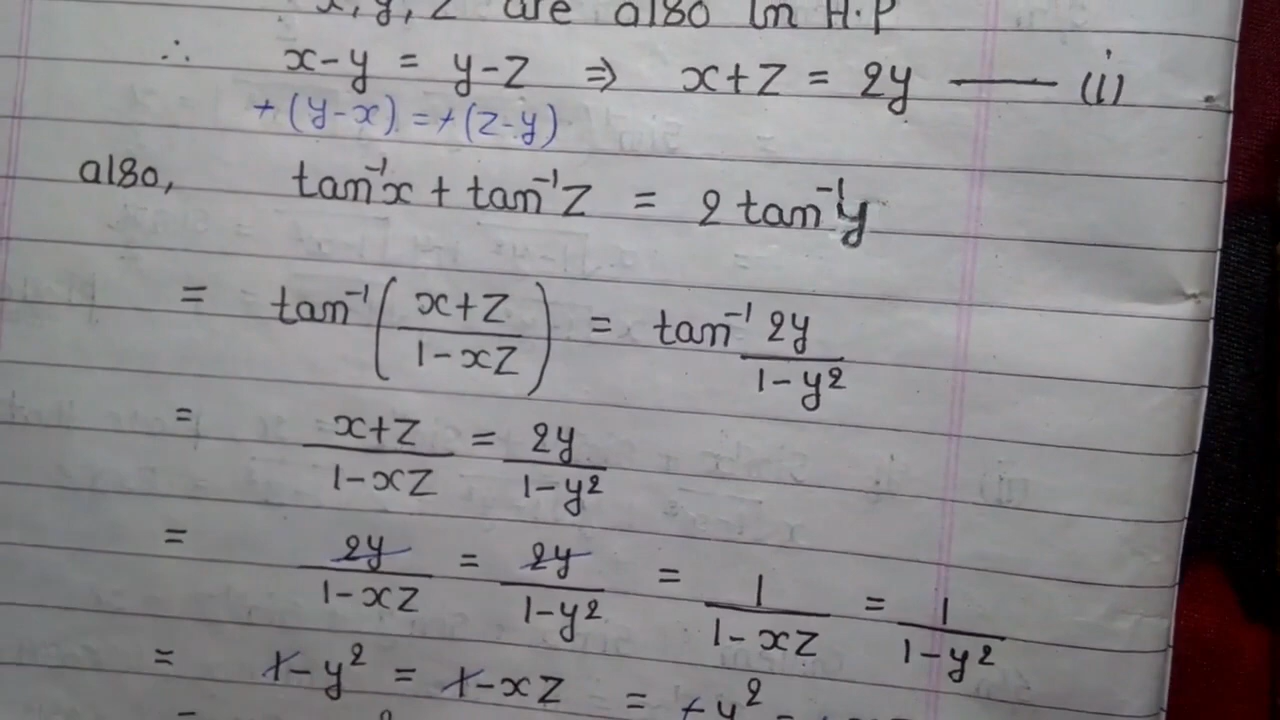 x, y, z are also in H.P
∴ x-y = y-z ⇒ x+z = 2y —— (i)
+(y-x) = +(z-y)
also, tan⁻¹x + tan⁻¹z = 2 tan⁻¹y
= tan⁻¹(x+z / 1-xz) = tan⁻¹ 2y / 1-y²
= x+z / 1-xz = 2y / 1-y²
= 2y / 1-xz = 2y / 1-y² = 1 / 1-xz = 1 / 1-y²
= 1-y² = 1-xz = +y²